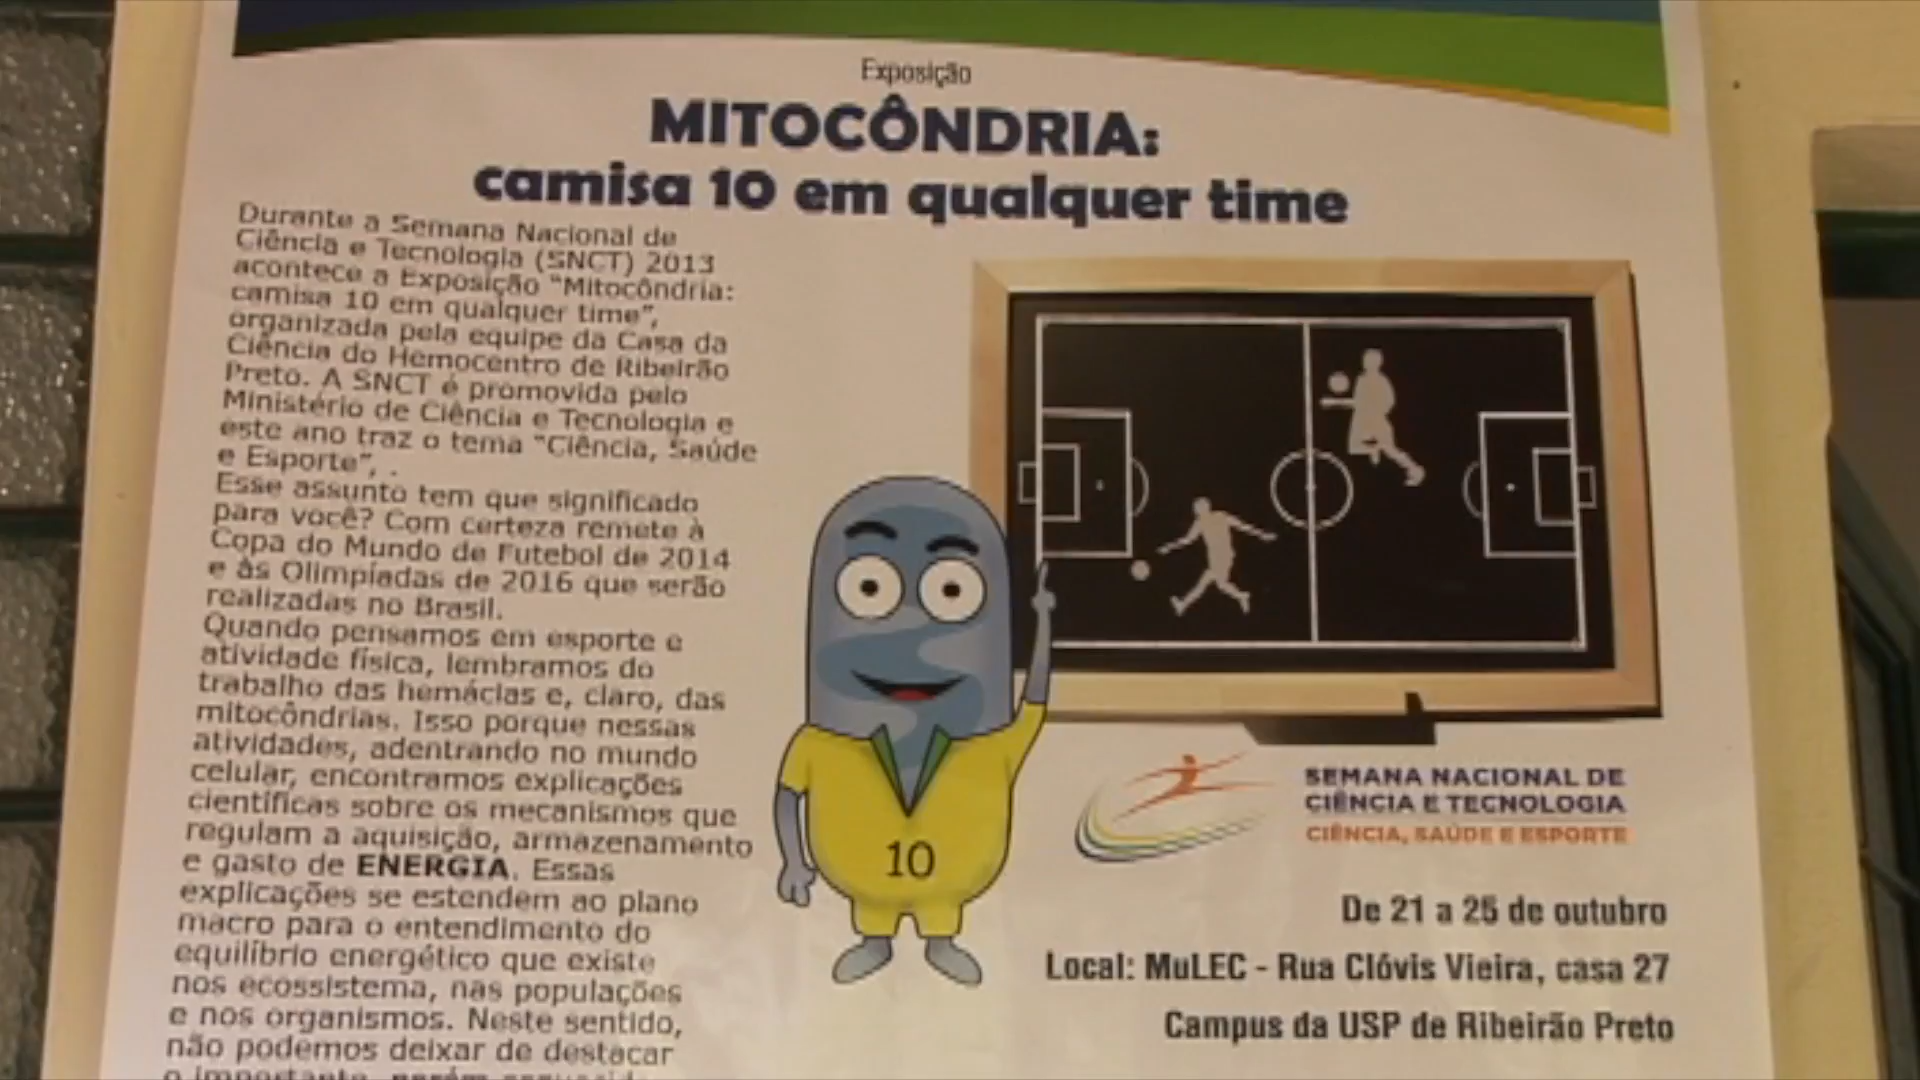 Exposição
MITOCÔNDRIA:
camisa 10 em qualquer time
Durante a Semana Nacional de
Ciência e Tecnologia (SNCT) 2013
acontece a Exposição "Mitocôndria:
camisa 10 em qualquer time",
organizada pela equipe da Casa da
Ciência do Hemocentro de Ribeirão
Preto. A SNCT é promovida pelo
Ministério de Ciência e Tecnologia e
este ano traz o tema "Ciência, Saúde
e Esporte", .
Esse assunto tem que significado
para você? Com certeza remete à
Copa do Mundo de Futebol de 2014
e às Olimpíadas de 2016 que serão
realizadas no Brasil.
Quando pensamos em esporte e
atividade física, lembramos do
trabalho das hemácias e, claro, das
mitocôndrias. Isso porque nessas
atividades, adentrando no mundo
celular, encontramos explicações
científicas sobre os mecanismos que
regulam a aquisição, armazenamento
e gasto de ENERGIA. Essas
explicações se estendem ao plano
macro para o entendimento do
equilíbrio energético que existe
nos ecossistema, nas populações
e nos organismos. Neste sentido,
não podemos deixar de destacar
o importante, porém
10
SEMANA NACIONAL DE
CIÊNCIA E TECNOLOGIA
CIÊNCIA, SAÚDE E ESPORTE
De 21 a 25 de outubro
Local: MuLEC - Rua Clóvis Vieira, casa 27
Campus da USP de Ribeirão Preto